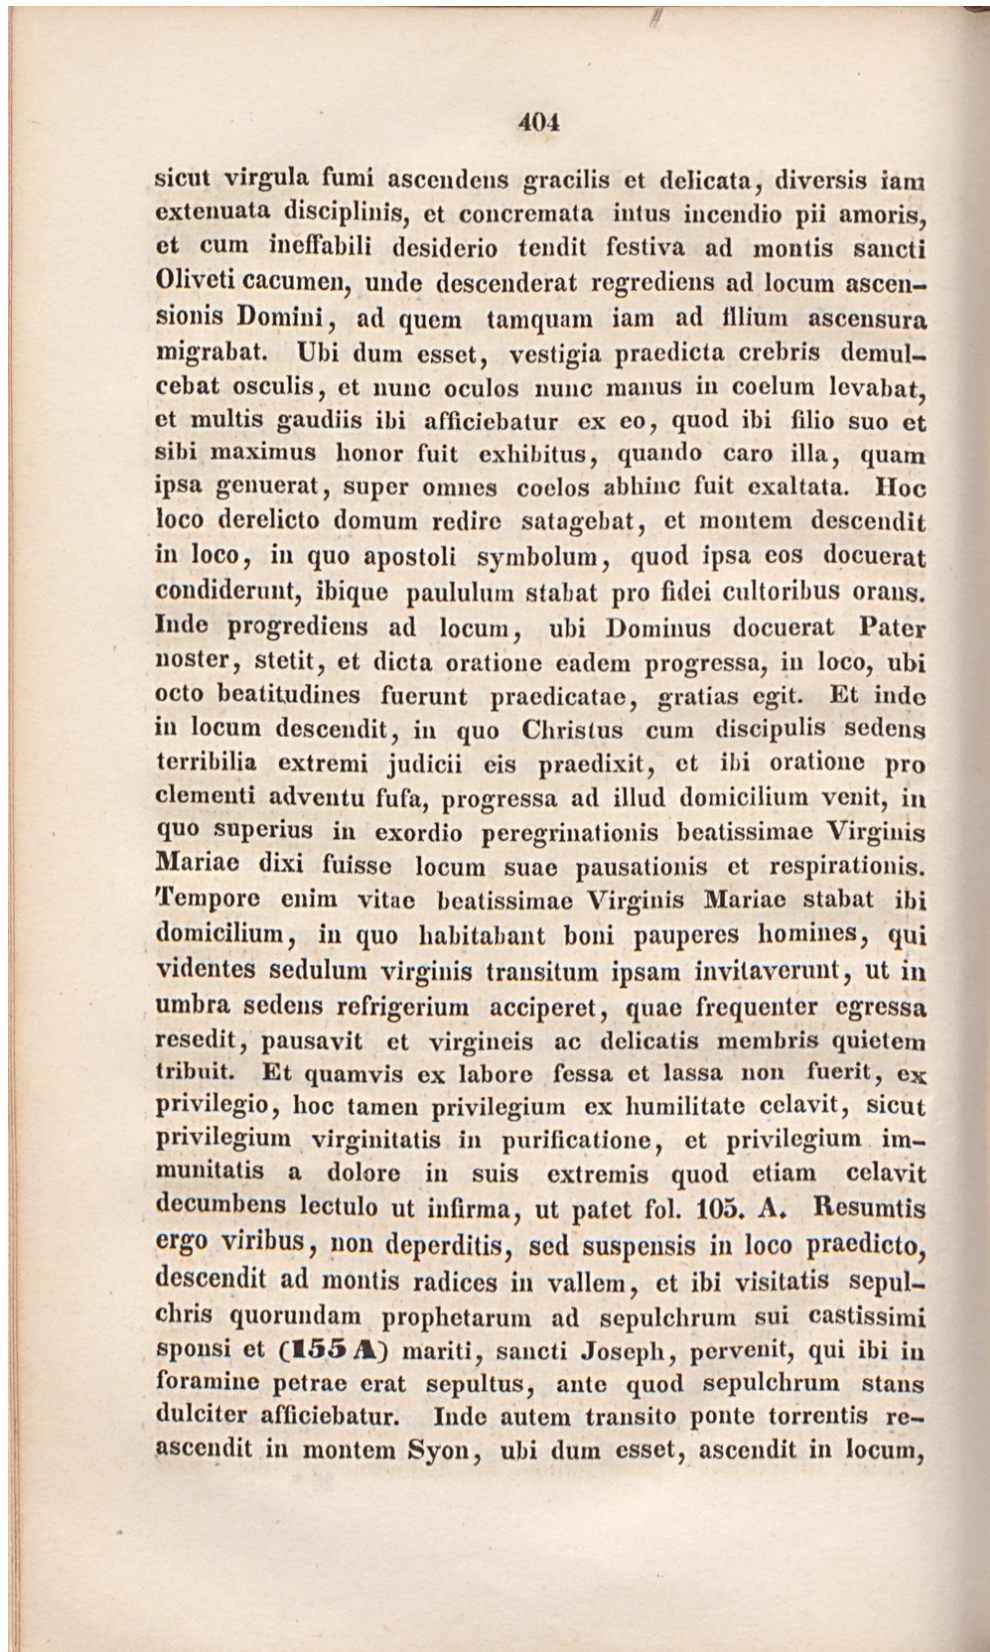 404
sicut virgula fumi ascendens gracilis et delicata, diversis iam
extenuata disciplinis, et concremata intus incendio pii amoris,
et cum ineffabili desiderio tendit festiva ad montis sancti
Oliveti cacumen, unde descenderat regrediens ad locum ascen-
sionis Domini, ad quem tamquam iam ad filium ascensura
migrabat. Ubi dum esset, vestigia praedicta crebris demul-
cebat osculis, et nunc oculos nunc manus in coelum levabat,
et multis gaudiis ibi afficiebatur ex eo, quod ibi filio suo et
sibi maximus honor fuit exhibitus, quando caro illa, quam
ipsa genuerat, super omnes coelos abhinc fuit exaltata. Hoc
loco derelicto domum redire satagebat, et montem descendit
in loco, in quo apostoli symbolum, quod ipsa eos docuerat
condiderunt, ibique paululum stabat pro fidei cultoribus orans.
Inde progrediens ad locum, ubi Dominus docuerat Pater
noster, stetit, et dicta oratione eadem progressa, in loco, ubi
octo beatitudines fuerunt praedicatae, gratias egit. Et inde
in locum descendit, in quo Christus cum discipulis sedens
terribilia extremi judicii eis praedixit, et ibi oratione pro
clementi adventu fufa, progressa ad illud domicilium venit, in
quo superius in exordio peregrinationis beatissimae Virginis
Mariae dixi fuisse locum suae pausationis et respirationis.
Tempore enim vitae beatissimae Virginis Mariae stabat ibi
domicilium, in quo habitabant boni pauperes homines, qui
videntes sedulum virginis transitum ipsam invitaverunt, ut in
umbra sedens refrigerium acciperet, quae frequenter egressa
resedit, pausavit et virgineis ac delicatis membris quietem
tribuit. Et quamvis ex labore fessa et lassa non fuerit, ex
privilegio, hoc tamen privilegium ex humilitate celavit, sicut
privilegium virginitatis in purificatione, et privilegium im-
munitatis a dolore in suis extremis quod etiam celavit
decumbens lectulo ut infirma, ut patet fol. 105. A. Resumtis
ergo viribus, non deperditis, sed suspensis in loco praedicto,
descendit ad montis radices in vallem, et ibi visitatis sepul-
chris quorundam prophetarum ad sepulchrum sui castissimi
sponsi et (155 A) mariti, sancti Joseph, pervenit, qui ibi in
foramine petrae erat sepultus, ante quod sepulchrum stans
dulciter afficiebatur. Inde autem transito ponte torrentis re-
ascendit in montem Syon, ubi dum esset, ascendit in locum,